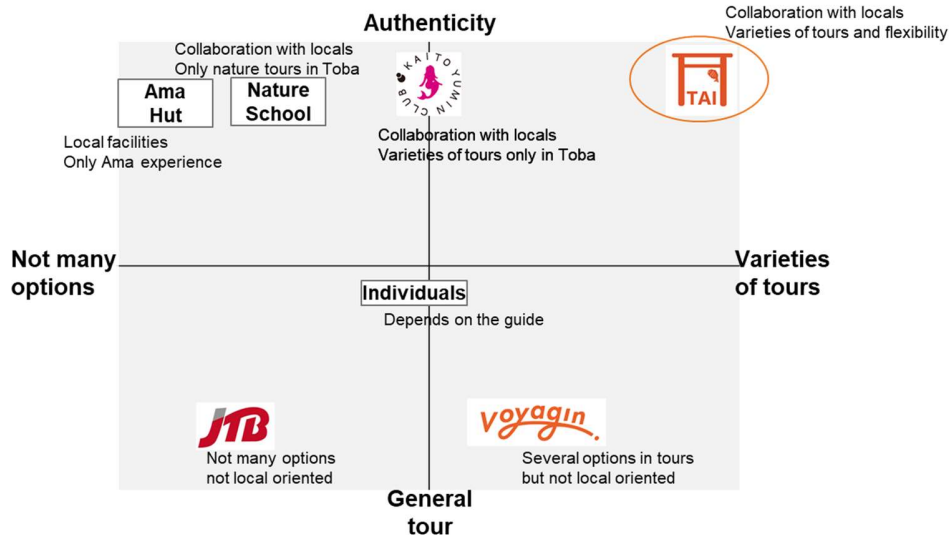 Authenticity
Collaboration with locals
Varieties of tours and flexibility
Collaboration with locals
Only nature tours in Toba
Ama
Hut
Nature
School
KAITO YUMIN CLUB
TAI
Local facilities
Only Ama experience
Collaboration with locals
Varieties of tours only in Toba
Not many
options
Varieties
of tours
Individuals
Depends on the guide
JTB
Not many options
not local oriented
Voyagin
Several options in tours
but not local oriented
General
tour